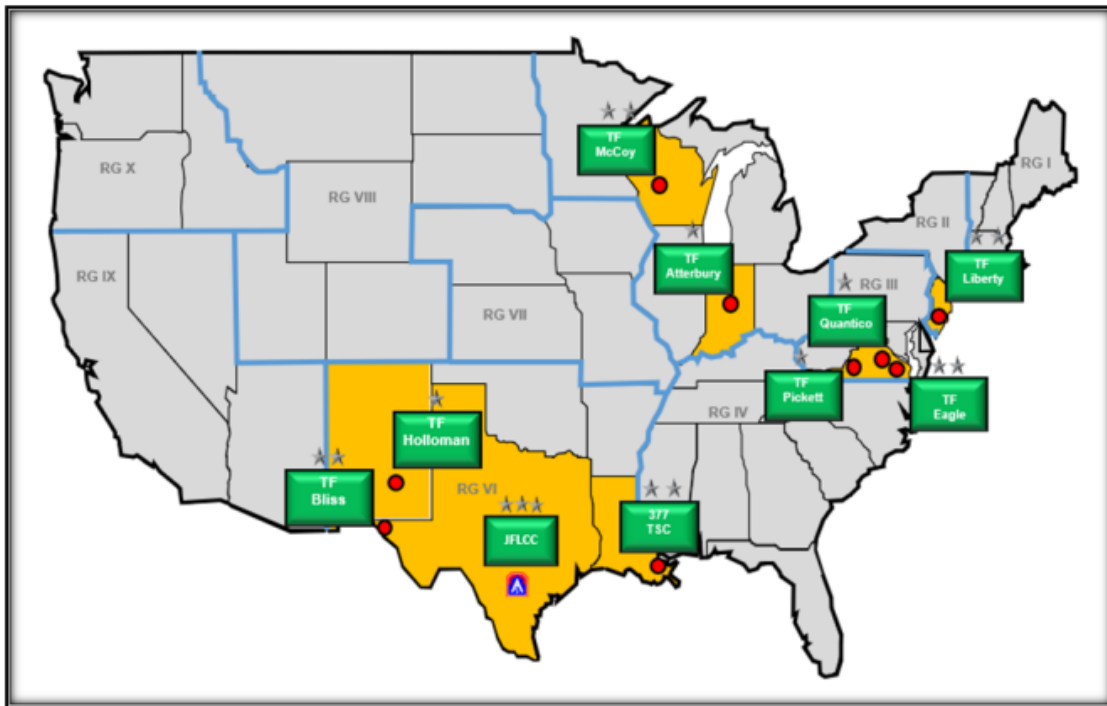 TF
McCoy
RG X
RG I
RG VIII
RG II
TF
Atterbury
RG IX
TF
Liberty
RG III
TF
Quantico
RG VII
TF
Pickett
TF
Eagle
RG IV
TF
Holloman
TF
Bliss
RG VI
377
TSC
JFLCC